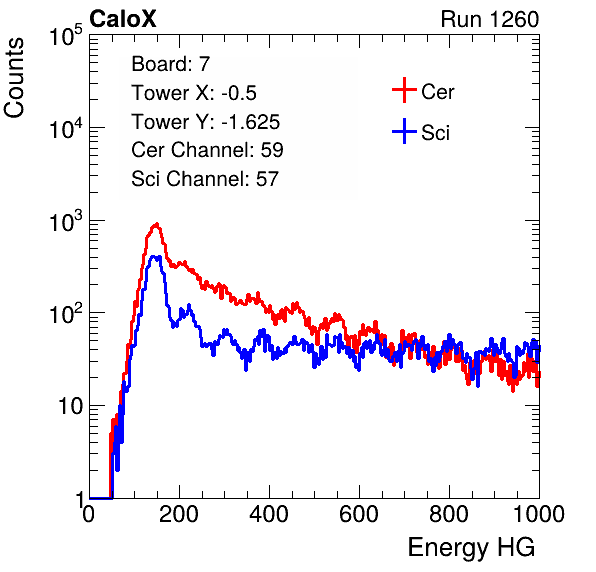 CaloX Run 1260
Board: 7
Tower X: -0.5
Tower Y: -1.625
Cer Channel: 59
Sci Channel: 57
Cer
Sci
Counts
10^5
10^4
10^3
10^2
10
1
0 200 400 600 800 1000
Energy HG